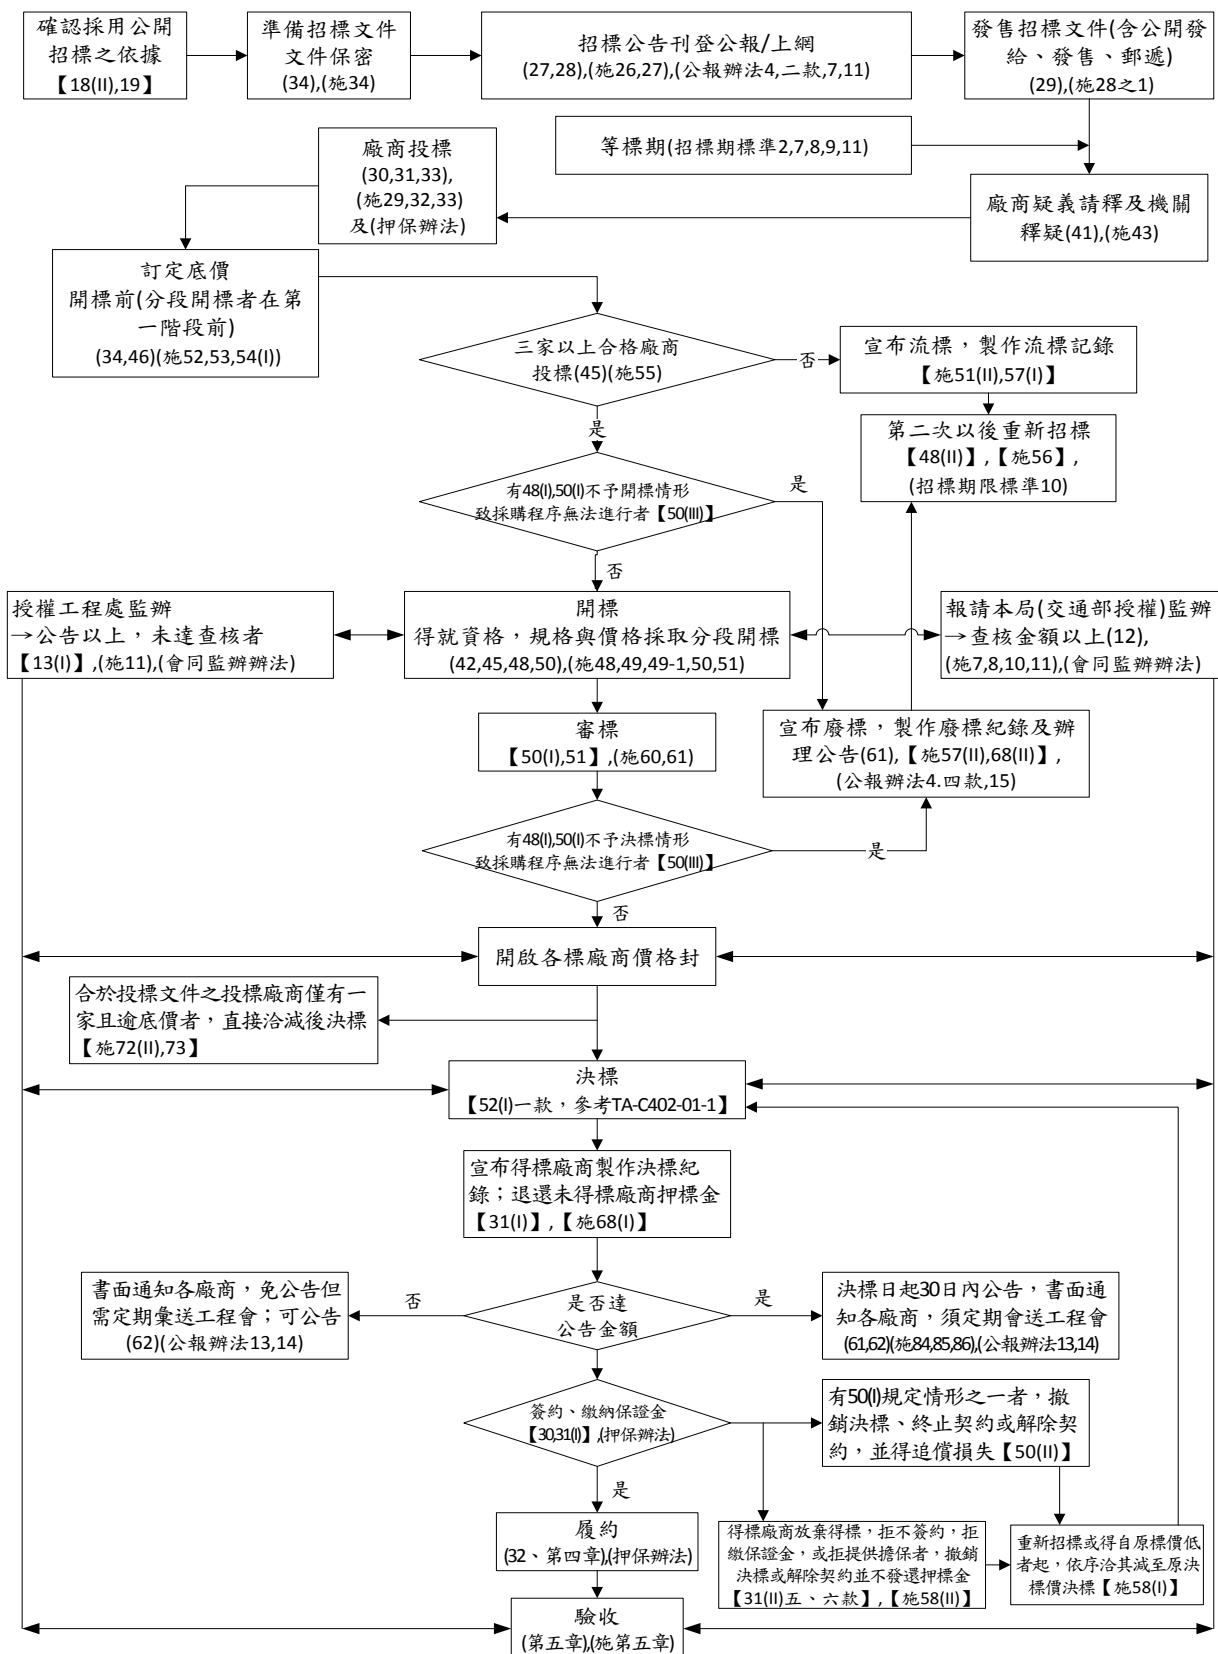 確認採用公開
招標之依據
【18(II),19】
準備招標文件
文件保密
(34),(施34)
招標公告刊登公報/上網
(27,28),(施26,27),(公報辦法4,二款,7,11)
發售招標文件(含公開發
給、發售、郵遞)
(29),(施28之1)
等標期(招標期標準2,7,8,9,11)
廠商投標
(30,31,33),
(施29,32,33)
及(押保辦法)
廠商疑義請釋及機關
釋疑(41),(施43)
訂定底價
開標前(分段開標者在第
一階段前)
(34,46)(施52,53,54(I))
三家以上合格廠商
投標(45)(施55)
否
宣布流標，製作流標記錄
【施51(II),57(I)】
是
第二次以後重新招標
【48(II)】,【施56】,
(招標期限標準10)
有48(I),50(I)不予開標情形
致採購程序無法進行者【50(III)】
是
否
授權工程處監辦
→公告以上，未達查核者
【13(I)】,(施11),(會同監辦辦法)
開標
得就資格，規格與價格採取分段開標
(42,45,48,50),(施48,49,49-1,50,51)
報請本局(交通部授權)監辦
→查核金額以上(12),
(施7,8,10,11),(會同監辦辦法)
審標
【50(I),51】,(施60,61)
宣布廢標，製作廢標紀錄及辦
理公告(61),【施57(II),68(II)】,
(公報辦法4.四款,15)
有48(I),50(I)不予決標情形
致採購程序無法進行者【50(III)】
是
否
開啟各標廠商價格封
合於投標文件之投標廠商僅有一
家且逾底價者，直接洽減後決標
【施72(II),73】
決標
【52(I)一款，參考TA-C402-01-1】
宣布得標廠商製作決標紀
錄；退還未得標廠商押標金
【31(I)】,【施68(I)】
書面通知各廠商，免公告但
需定期彙送工程會；可公告
(62)(公報辦法13,14)
否
是否達
公告金額
是
決標日起30日內公告，書面通
知各廠商，須定期會送工程會
(61,62)(施84,85,86),(公報辦法13,14)
簽約、繳納保證金
【30,31(I)】,(押保辦法)
有50(I)規定情形之一者，撤
銷決標、終止契約或解除契
約，並得追償損失【50(II)】
是
履約
(32、第四章),(押保辦法)
得標廠商放棄得標，拒不簽約，拒
繳保證金，或拒提供擔保者，撤銷
決標或解除契約並不發還押標金
【31(II)五、六款】,【施58(II)】
重新招標或得自原標價低
者起，依序洽其減至原決
標價決標【施58(I)】
驗收
(第五章),(施第五章)